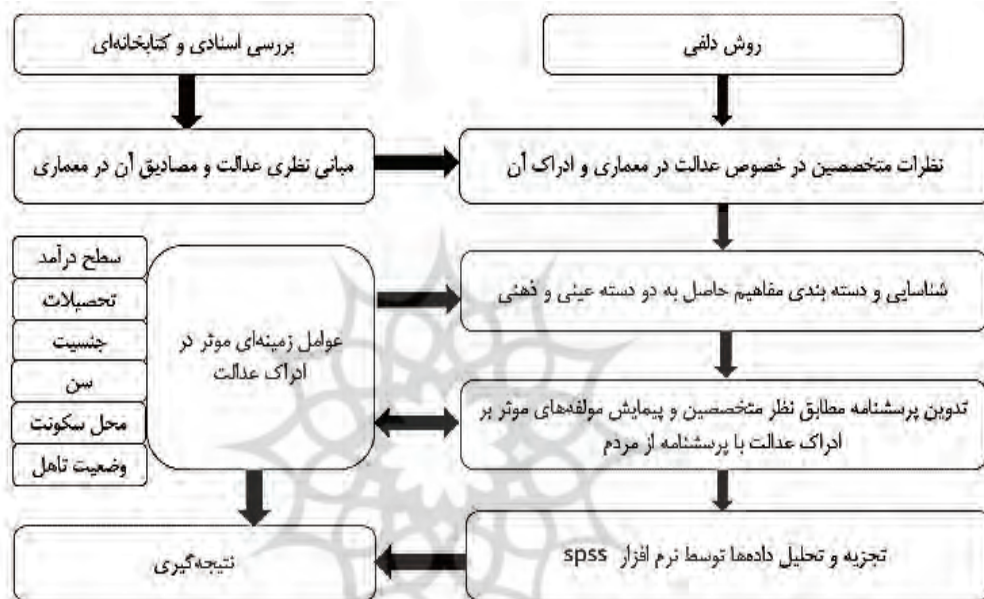 روش دلفی
بررسی اسنادی و کتابخانه‌ای
نظرات متخصصین در خصوص عدالت در معماری و ادراک آن
مبانی نظری عدالت و مصادیق آن در معماری
شناسایی و دسته بندی مفاهیم حاصل به دو دسته عینی و ذهنی
عوامل زمینه‌ای موثر در
ادراک عدالت
سطح درآمد
تحصیلات
جنسیت
سن
محل سکونت
وضعیت تاهل
تدوین پرسشنامه مطابق نظر متخصصین و پیمایش مولفه‌های موثر بر
ادراک عدالت با پرسشنامه از مردم
تجزیه و تحلیل داده‌ها توسط نرم افزار spss
نتیجه‌گیری